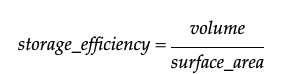 storage_efficiency = volume / surface_area